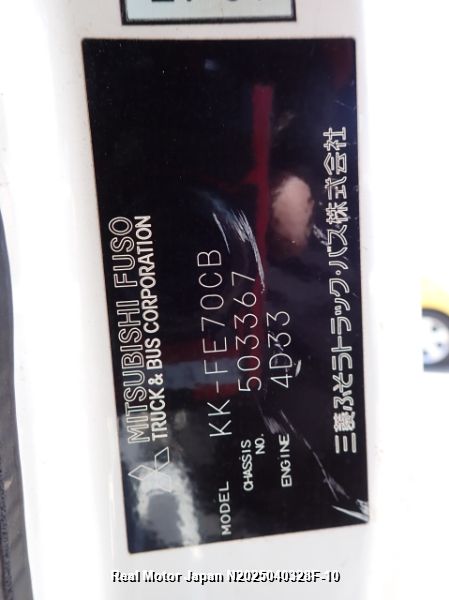 MITSUBISHI FUSO
TRUCK & BUS CORPORATION
MODEL KK-FE70CB
CHASSIS NO. 503367
ENGINE 4D33
三菱ふそうトラック・バス株式会社
Real Motor Japan N2025040328F-10